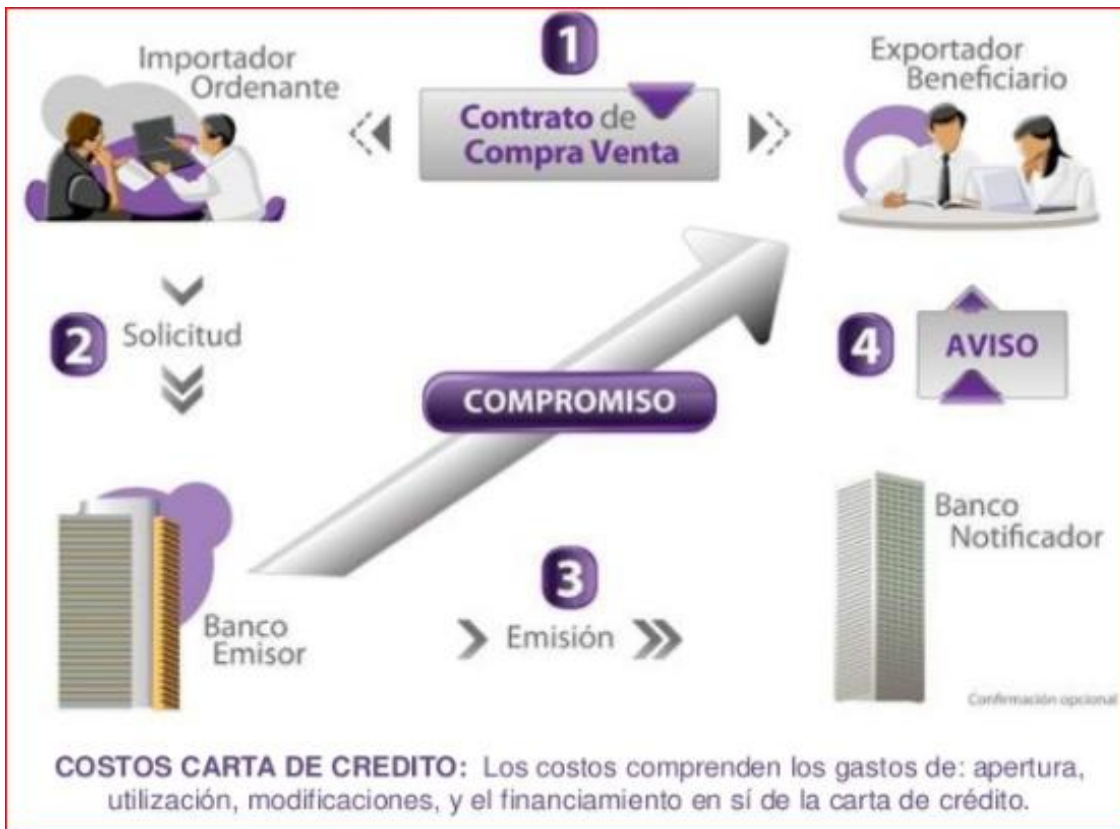 1
Importador
Ordenante
Contrato de
Compra Venta
Exportador
Beneficiario
2
Solicitud
COMPROMISO
4
AVISO
3
Emisión
Banco
Emisor
Banco
Notificador
Confirmación opcional
COSTOS CARTA DE CREDITO: Los costos comprenden los gastos de: apertura,
utilización, modificaciones, y el financiamiento en sí de la carta de crédito.